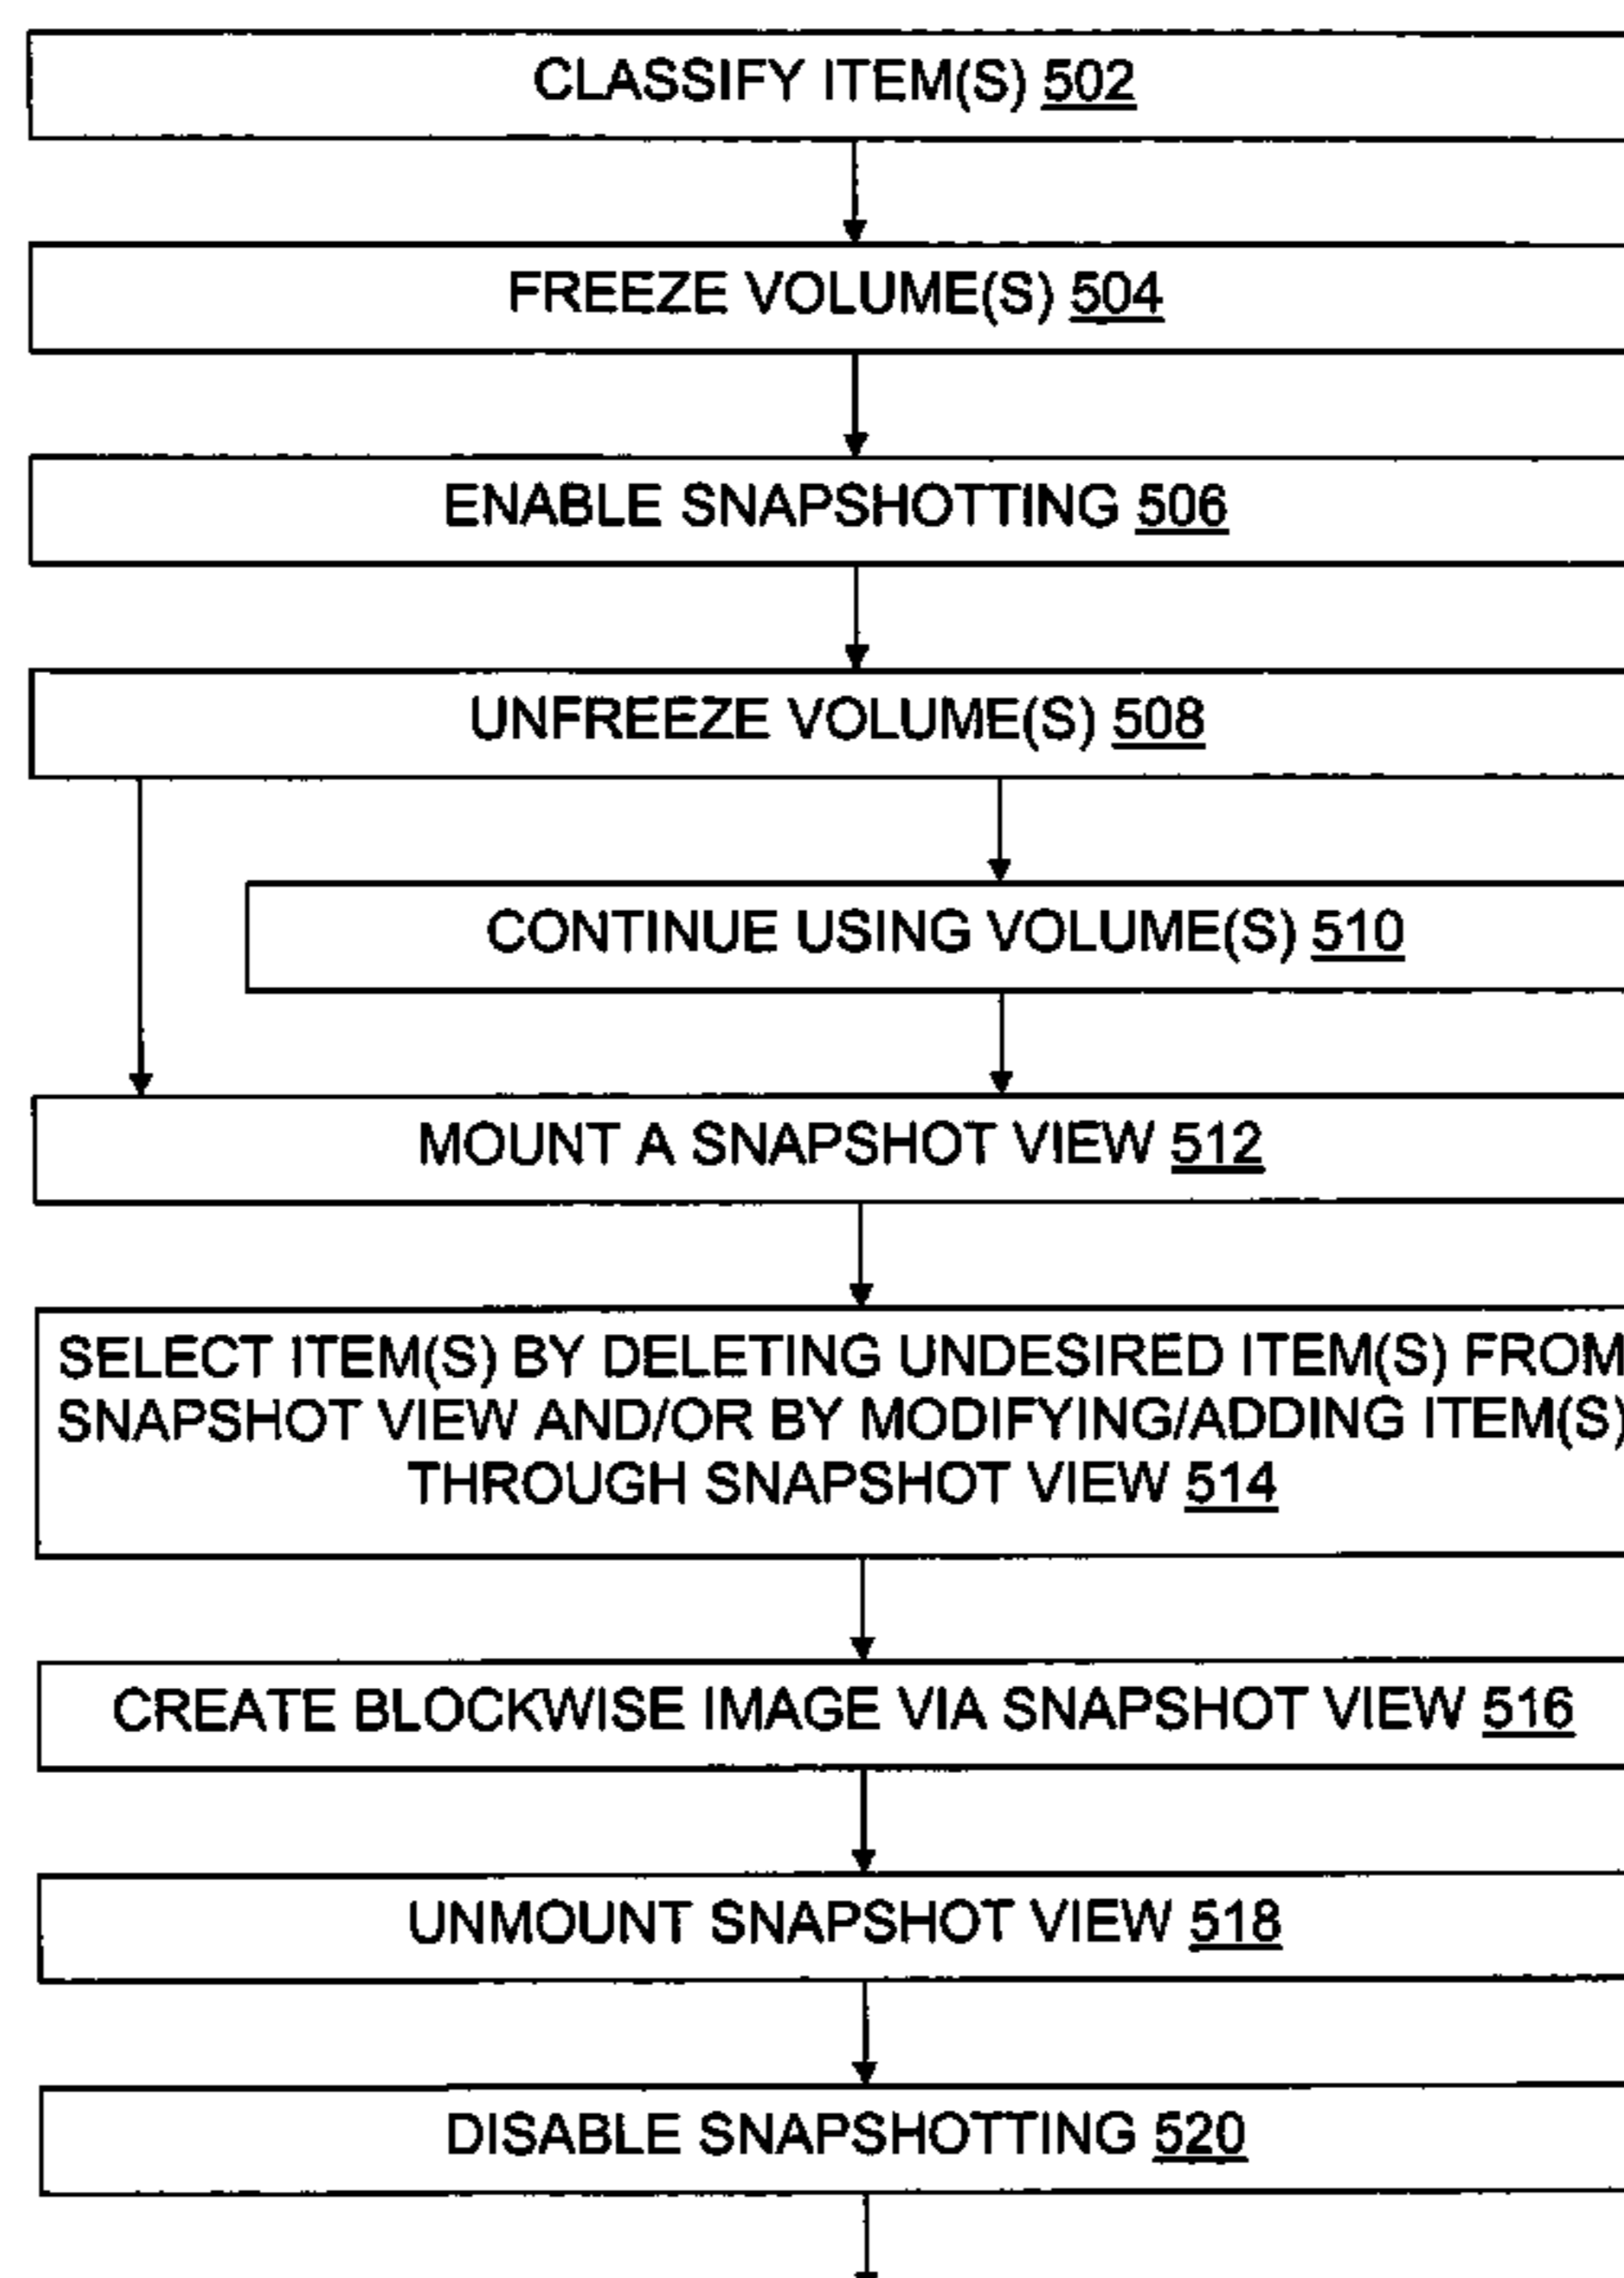 CLASSIFY ITEM(S) 502
FREEZE VOLUME(S) 504
ENABLE SNAPSHOTTING 506
UNFREEZE VOLUME(S) 508
CONTINUE USING VOLUME(S) 510
MOUNT A SNAPSHOT VIEW 512
SELECT ITEM(S) BY DELETING UNDESIRED ITEM(S) FROM
SNAPSHOT VIEW AND/OR BY MODIFYING/ADDING ITEM(S)
THROUGH SNAPSHOT VIEW 514
CREATE BLOCKWISE IMAGE VIA SNAPSHOT VIEW 516
UNMOUNT SNAPSHOT VIEW 518
DISABLE SNAPSHOTTING 520